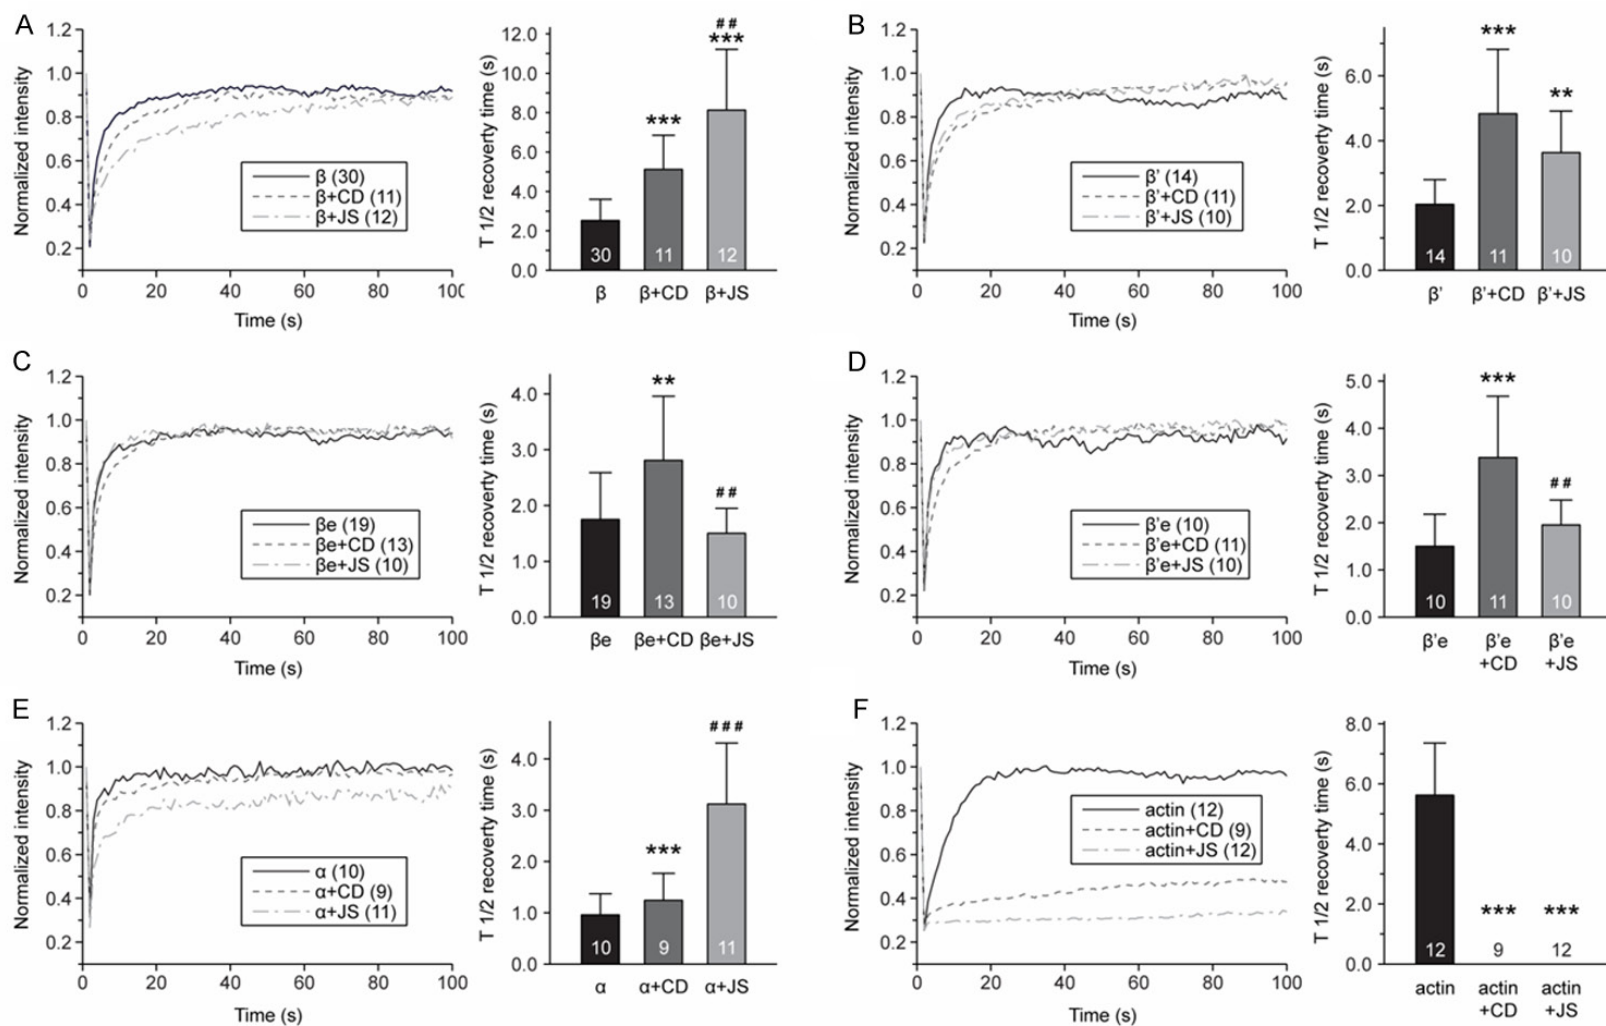 A
Normalized intensity
1.2
1.0
0.8
0.6
0.4
0.2
β (30)
β+CD (11)
β+JS (12)
0 20 40 60 80
Time (s)
T 1/2 recoverty time (s)
12.0
10.0
8.0
6.0
4.0
2.0
0.0
***
##
***
30 11 12
β β+CD β+JS
B
Normalized intensity
1.2
1.0
0.8
0.6
0.4
0.2
β' (14)
β'+CD (11)
β'+JS (10)
0 20 40 60 80 100
Time (s)
T 1/2 recoverty time (s)
6.0
4.0
2.0
0.0
***
**
14 11 10
β' β'+CD β'+JS
C
Normalized intensity
1.2
1.0
0.8
0.6
0.4
0.2
βe (19)
βe+CD (13)
βe+JS (10)
0 20 40 60 80 100
Time (s)
T 1/2 recoverty time (s)
4.0
3.0
2.0
1.0
0.0
**
##
19 13 10
βe βe+CD βe+JS
D
Normalized intensity
1.2
1.0
0.8
0.6
0.4
0.2
β'e (10)
β'e+CD (11)
β'e+JS (10)
0 20 40 60 80 100
Time (s)
T 1/2 recoverty time (s)
5.0
4.0
3.0
2.0
1.0
0.0
***
##
10 11 10
β'e β'e β'e
+CD +JS
E
Normalized intensity
1.2
1.0
0.8
0.6
0.4
0.2
α (10)
α+CD (9)
α+JS (11)
0 20 40 60 80 100
Time (s)
T 1/2 recoverty time (s)
4.0
3.0
2.0
1.0
0.0
***
###
10 9 11
α α+CD α+JS
F
Normalized intensity
1.2
1.0
0.8
0.6
0.4
0.2
actin (12)
actin+CD (9)
actin+JS (12)
0 20 40 60 80 100
Time (s)
T 1/2 recoverty time (s)
8.0
6.0
4.0
2.0
0.0
*** ***
12 9 12
actin actin actin
+CD +JS